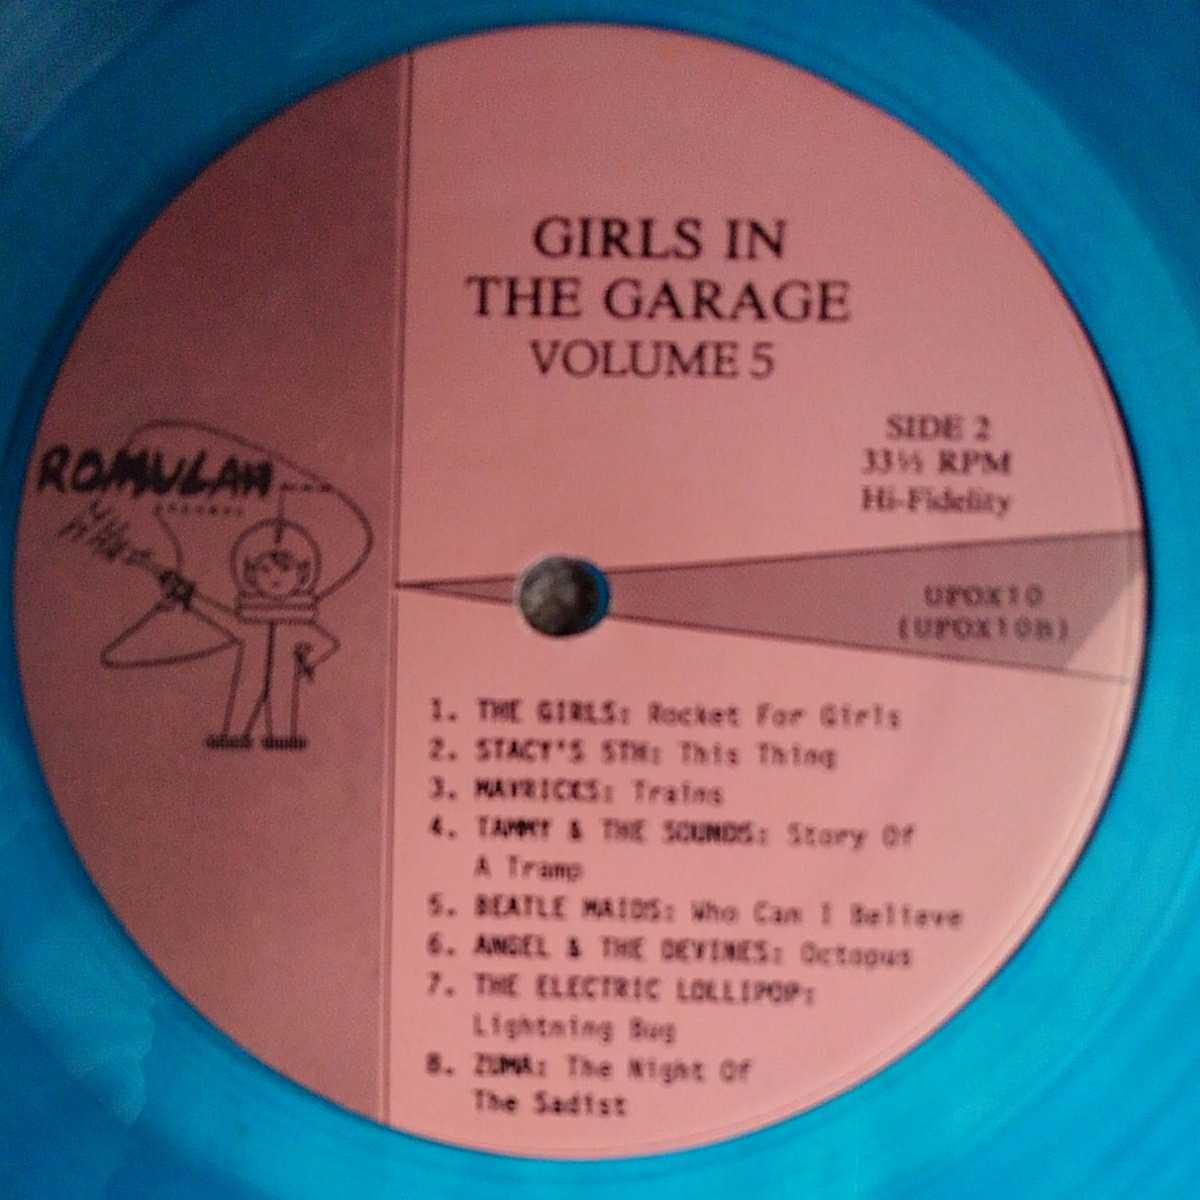 GIRLS IN
THE GARAGE
VOLUME 5
SIDE 2
33⅓ RPM
Hi-Fidelity
ROMULAN
RECORDS
UPOX10
(UPOX10B)
1. THE GIRLS: Rocket For Girls
2. STACY'S 5TH: This Thing
3. MAVRICKS: Trains
4. TAMMY & THE SOUNDS: Story Of
A Tramp
5. BEATLE MAIDS: Who Can I Believe
6. ANGEL & THE DEVINES: Octopus
7. THE ELECTRIC LOLLIPOP:
Lightning Bug
8. ZUMA: The Night Of
The Sadist